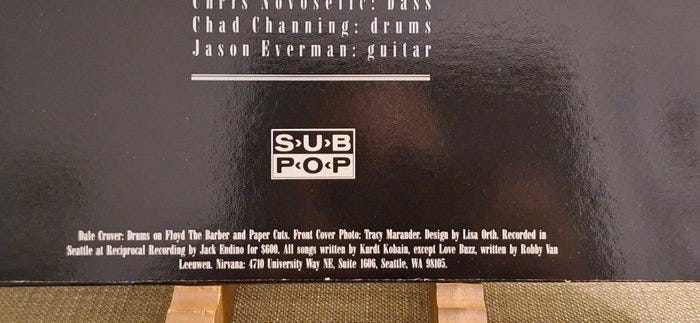 Chris Novoselic: bass
Chad Channing: drums
Jason Everman: guitar
SUB
POP
Dale Crover: Drums on Floyd The Barber and Paper Cuts. Front Cover Photo: Tracy Marander. Design by Lisa Orth. Recorded in
Seattle at Reciprocal Recording by Jack Endino for $600. All songs written by Kurdt Kobain, except Love Buzz, written by Robby Van
Leeuwen. Nirvana: 4710 University Way NE, Suite 1606, Seattle, WA 98105.